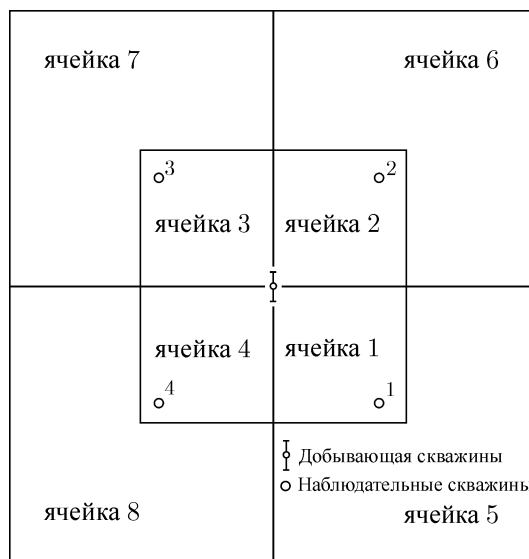 ячейка 7
ячейка 6
3
2
ячейка 3
ячейка 2
ячейка 4
ячейка 1
4
1
Добывающая скважины
Наблюдательные скважины
ячейка 8
ячейка 5